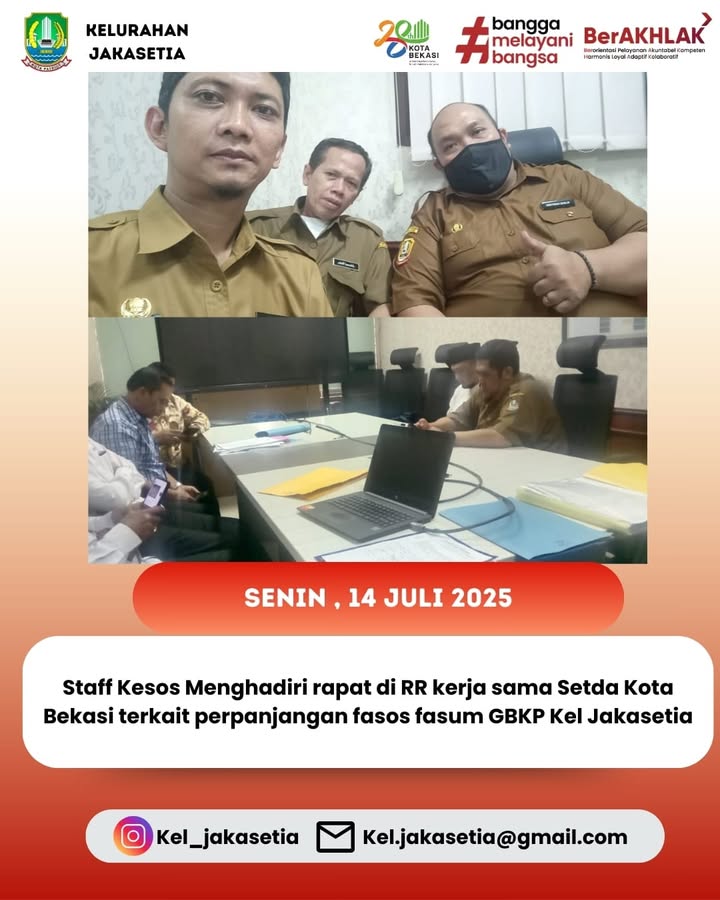 KELURAHAN
JAKASETIA
KOTA
BEKASI
#bangga
melayani
bangsa
BerAKHLAK
Berorientasi Pelayanan Akuntabel Kompeten
Harmonis Loyal Adaptif Kolaboratif
SENIN , 14 JULI 2025
Staff Kesos Menghadiri rapat di RR kerja sama Setda Kota
Bekasi terkait perpanjangan fasos fasum GBKP Kel Jakasetia
Kel_jakasetia
Kel.jakasetia@gmail.com